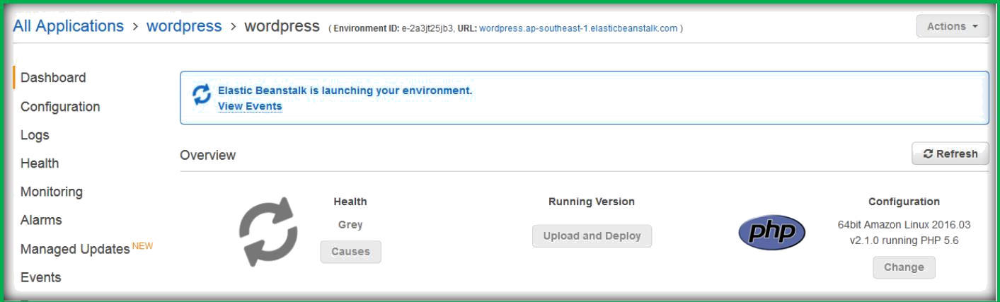 All Applications > wordpress > wordpress ( Environment ID: e-2a3jt25jb3, URL: wordpress.ap-southeast-1.elasticbeanstalk.com )
Actions
Dashboard
Configuration
Logs
Health
Monitoring
Alarms
Managed Updates NEW
Events
Elastic Beanstalk is launching your environment.
View Events
Overview
Refresh
Health
Grey
Causes
Running Version
Upload and Deploy
php
Configuration
64bit Amazon Linux 2016.03
v2.1.0 running PHP 5.6
Change